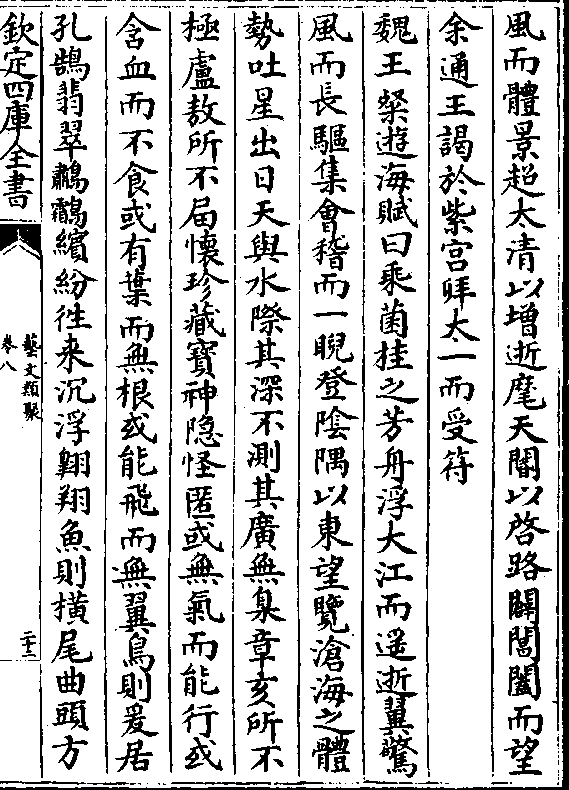 風而體景超太清以增逝麾天閽以啓路闢閶闔而望
余通王謁於紫宫拜太一而受符
魏王粲遊海賦曰乘菌桂之芳舟浮大江而遥逝翼驚
風而長驅集會稽而一睨登陰隅以東望覽滄海之體
勢吐星出日天與水際其深不測其廣無臬章亥所不
極盧敖所不届懷珍藏寶神隐怪匿或無氣而能行或
含血而不食或有葉而無根或能飛而無翼鳥則爰居
孔鵠翡翠鷫鷞繽紛徃来沉浮翺翔魚則横尾曲頭方
欽定四庫全書
藝文類聚
卷八
二十二